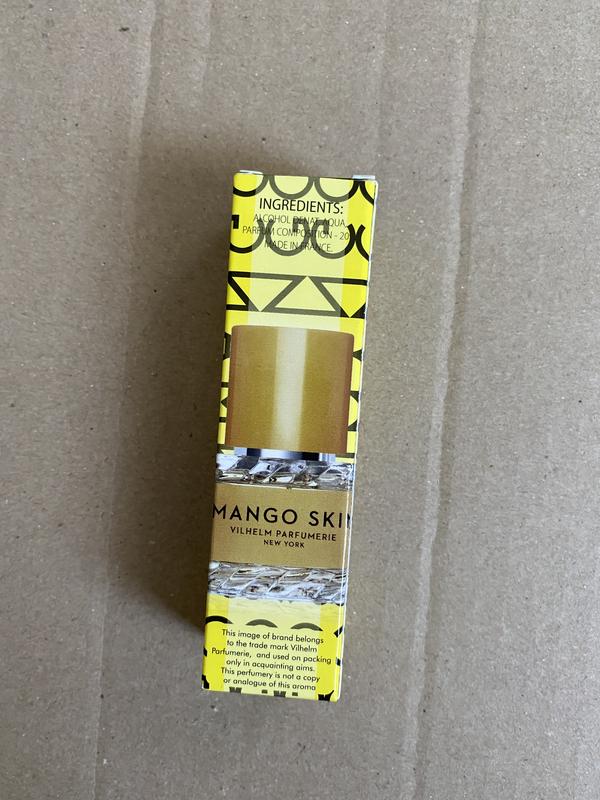 INGREDIENTS:
ALCOHOL DENAT, AQUA,
PARFUM COMPOSITION - 20
MADE IN FRANCE.
MANGO SKIN
VILHELM PARFUMERIE
NEW YORK
This image of brand belongs
to the trade mark Vilhelm
Parfumerie, and used on packing
only in acquainting aims.
This perfumery is not a copy
or analogue of this aroma